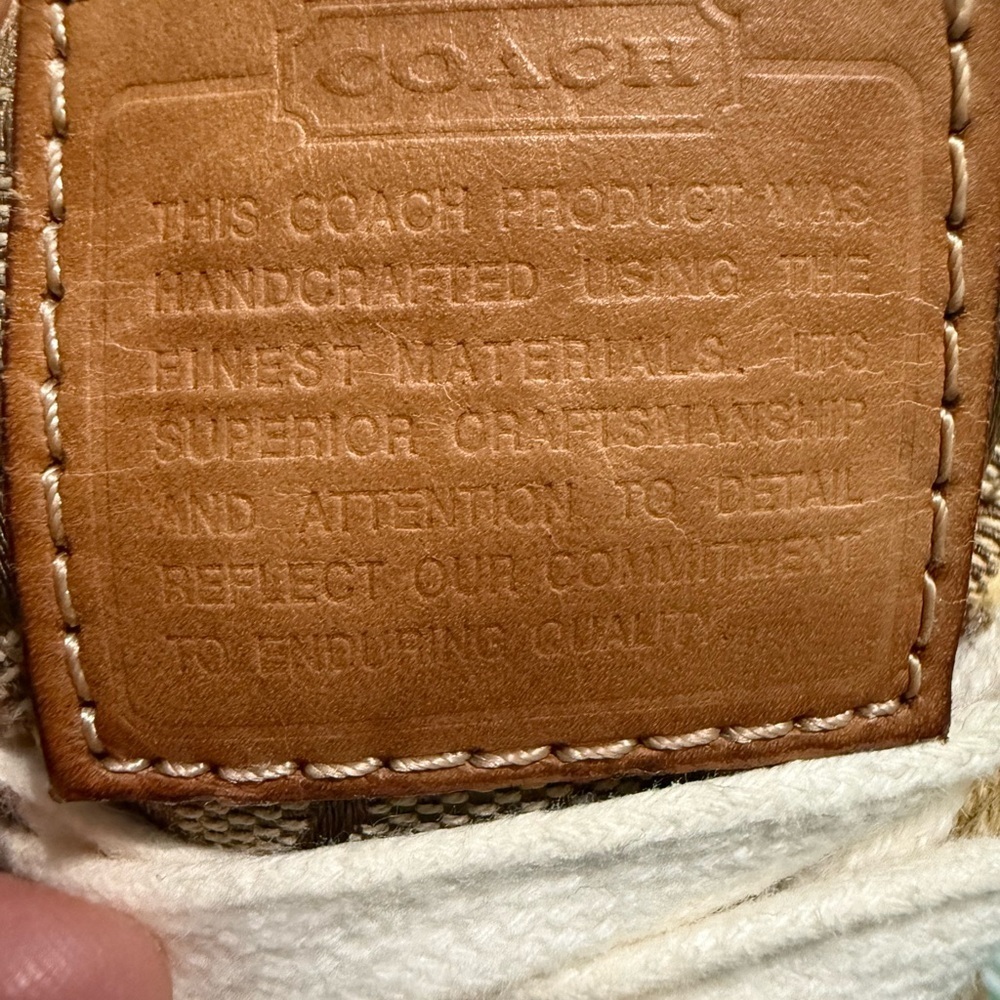 COACH
THIS COACH PRODUCT WAS
HANDCRAFTED USING THE
FINEST MATERIALS. ITS
SUPERIOR CRAFTSMANSHIP
AND ATTENTION TO DETAIL
REFLECT OUR COMMITMENT
TO ENDURING QUALITY.